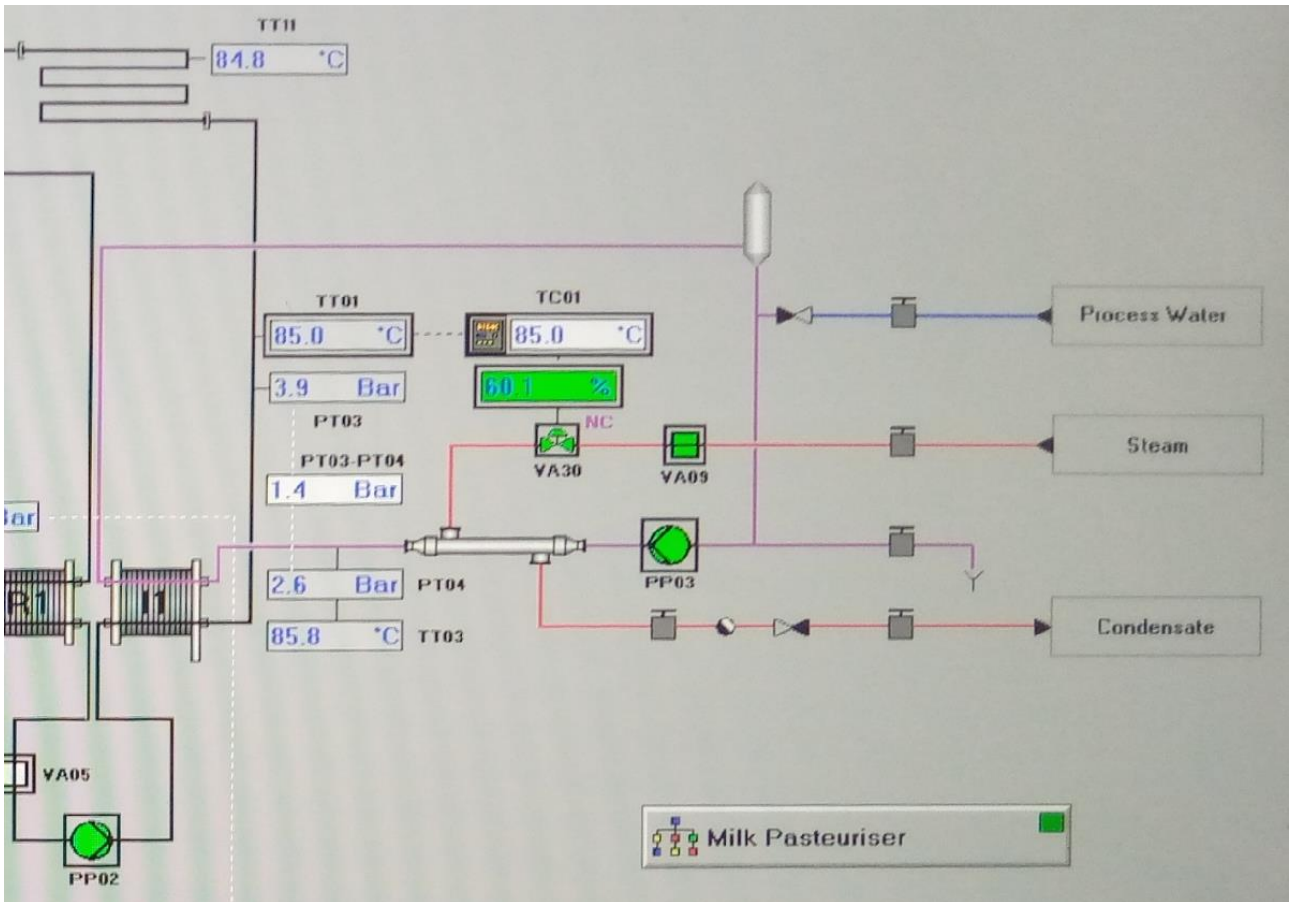 TT11
84.8 °C
TT01
TC01
85.0 °C
85.0 °C
Process Water
3.9 Bar
60.1 %
PT03
NC
PT03-PT04
VA30
VA09
Steam
1.4 Bar
Bar
2.6 Bar
PT04
PP03
R1
I1
85.8 °C
TT03
Condensate
VA05
Milk Pasteuriser
PP02